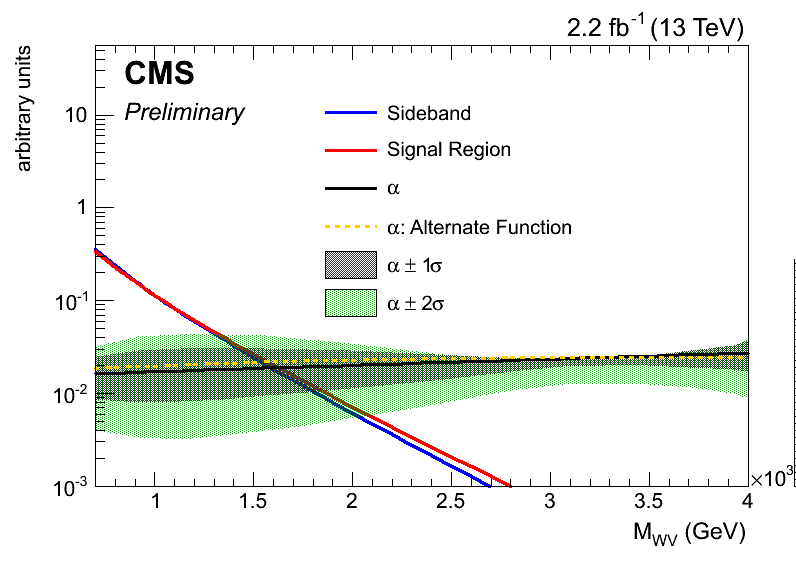 2.2 fb⁻¹ (13 TeV)
arbitrary units
CMS
Preliminary
Sideband
Signal Region
α
α: Alternate Function
α ± 1σ
α ± 2σ
10
1
10⁻¹
10⁻²
10⁻³
1 1.5 2 2.5 3 3.5 4
×10³
M_WV (GeV)